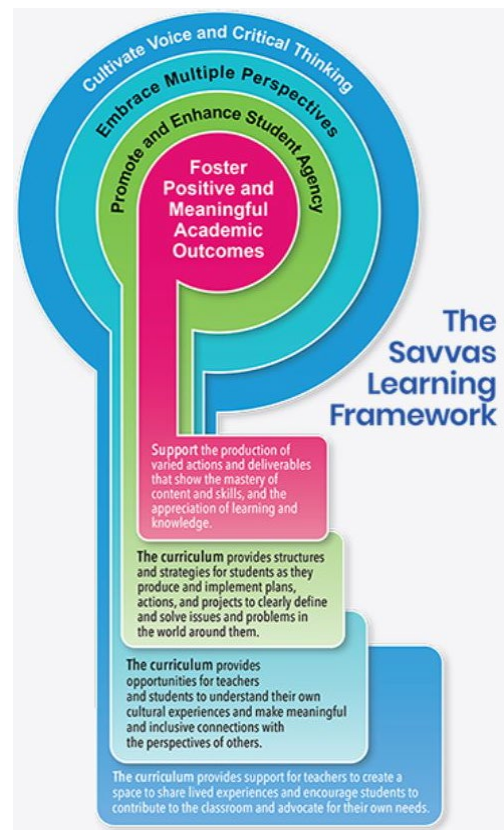 Cultivate Voice and Critical Thinking
Embrace Multiple Perspectives
Promote and Enhance Student Agency
Foster
Positive and
Meaningful
Academic
Outcomes
The
Savvas
Learning
Framework
Support the production of
varied actions and deliverables
that show the mastery of
content and skills, and the
appreciation of learning and
knowledge.
The curriculum provides structures
and strategies for students as they
produce and implement plans,
actions, and projects to clearly define
and solve issues and problems in
the world around them.
The curriculum provides
opportunities for teachers
and students to understand their own
cultural experiences and make meaningful
and inclusive connections with
the perspectives of others.
The curriculum provides support for teachers to create a
space to share lived experiences and encourage students to
contribute to the classroom and advocate for their own needs.